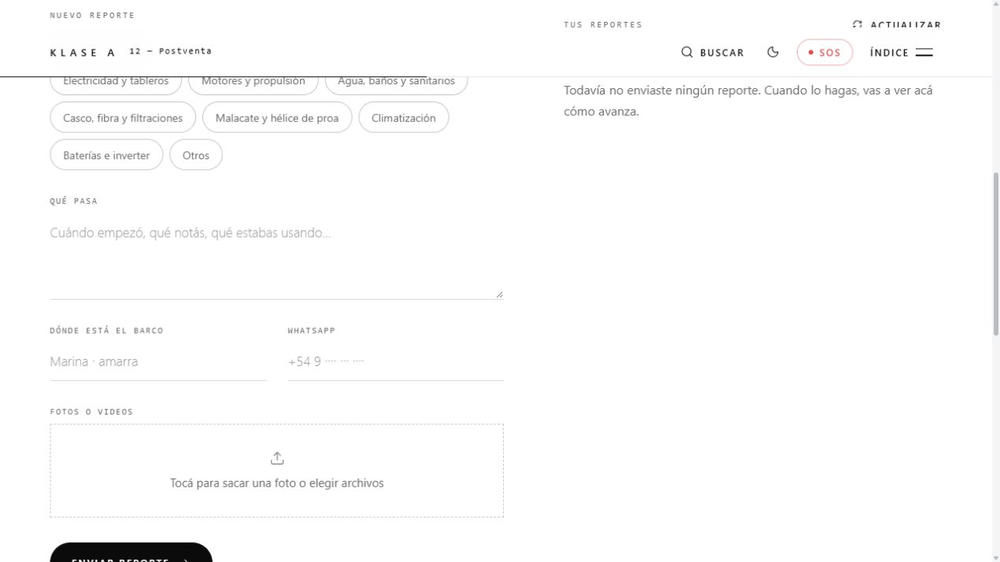 NUEVO REPORTE
TUS REPORTES
ACTUALIZAR
KLASE A
12 — Postventa
BUSCAR
SOS
ÍNDICE
Electricidad y tableros
Motores y propulsión
Agua, baños y sanitarios
Todavía no enviaste ningún reporte. Cuando lo hagas, vas a ver acá
cómo avanza.
Casco, fibra y filtraciones
Malacate y hélice de proa
Climatización
Baterías e inverter
Otros
QUÉ PASA
Cuándo empezó, qué notás, qué estabas usando...
DÓNDE ESTÁ EL BARCO
WHATSAPP
Marina · amarra
+54 9 ···· ··· ····
FOTOS O VIDEOS
Tocá para sacar una foto o elegir archivos
ENVIAR REPORTE